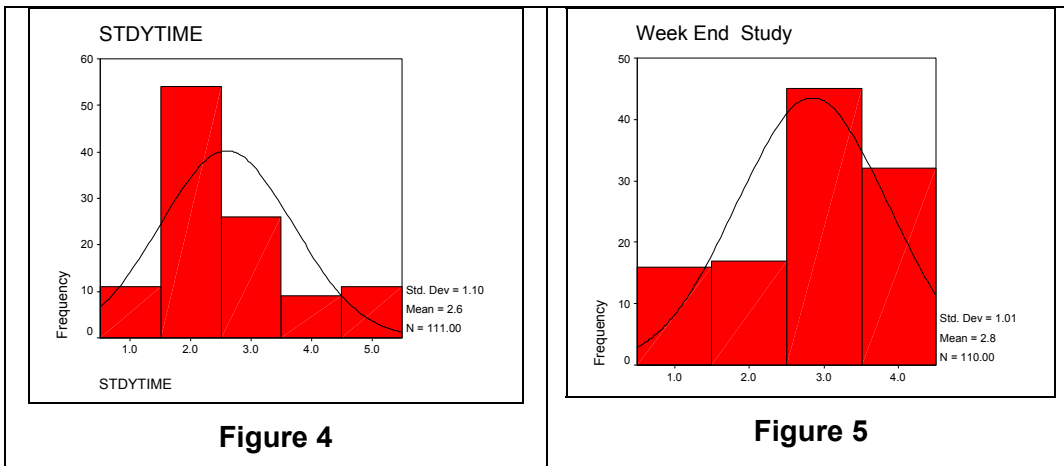 STDYTIME
60
50
40
30
20
10
0
Frequency
1.0 2.0 3.0 4.0 5.0
Std. Dev = 1.10
Mean = 2.6
N = 111.00
STDYTIME
Figure 4
Week End Study
50
40
30
20
10
0
Frequency
1.0 2.0 3.0 4.0
Std. Dev = 1.01
Mean = 2.8
N = 110.00
Figure 5